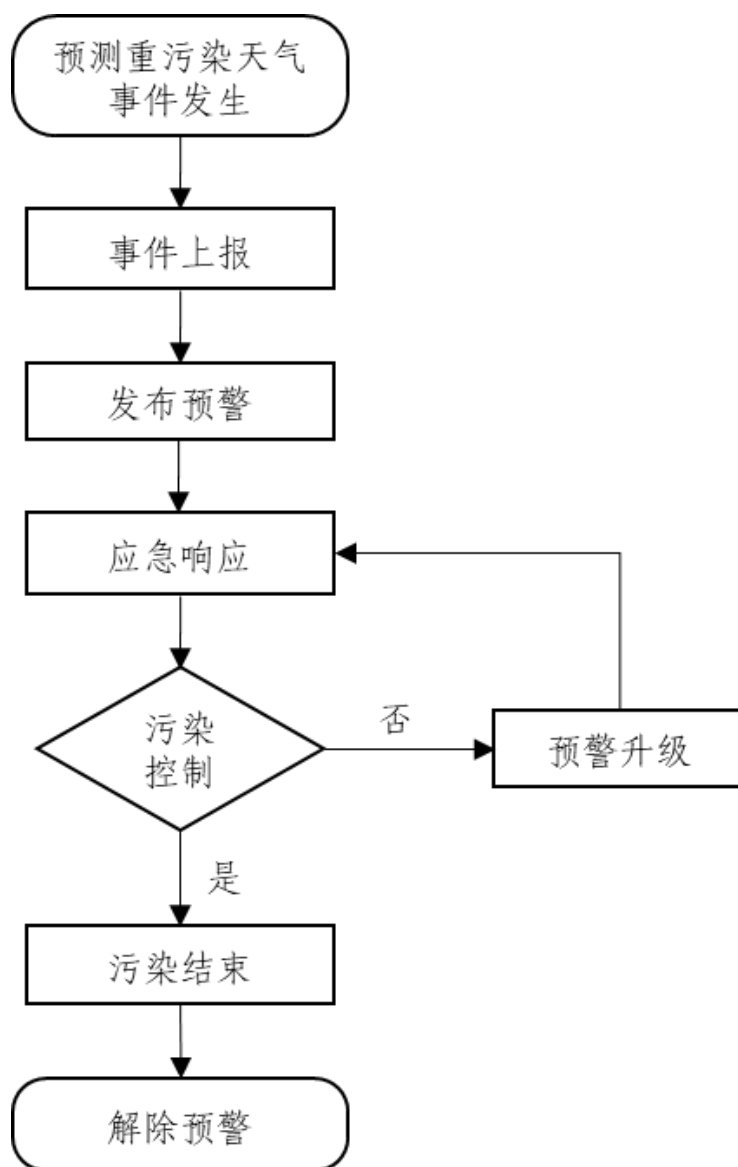 预测重污染天气
事件发生
事件上报
发布预警
应急响应
污染
控制
否
预警升级
是
污染结束
解除预警